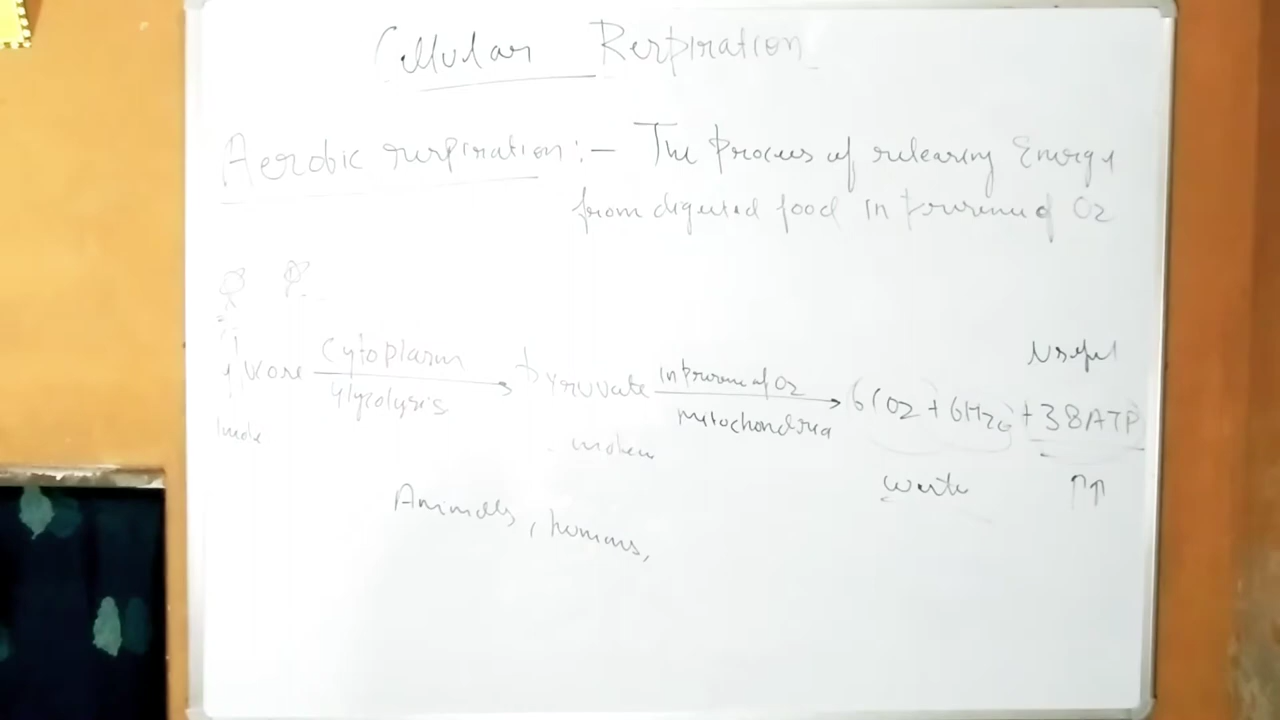 Cellular Respiration
Aerobic respiration :- The Process of releasing Energy
from digested food in presence of O2
Cytoplasm
Glycolysis
Pyruvate
in presence of O2
mitochondria
6CO2 + 6H2O + 38ATP
Useful
waste
↑↑
Animals, humans,